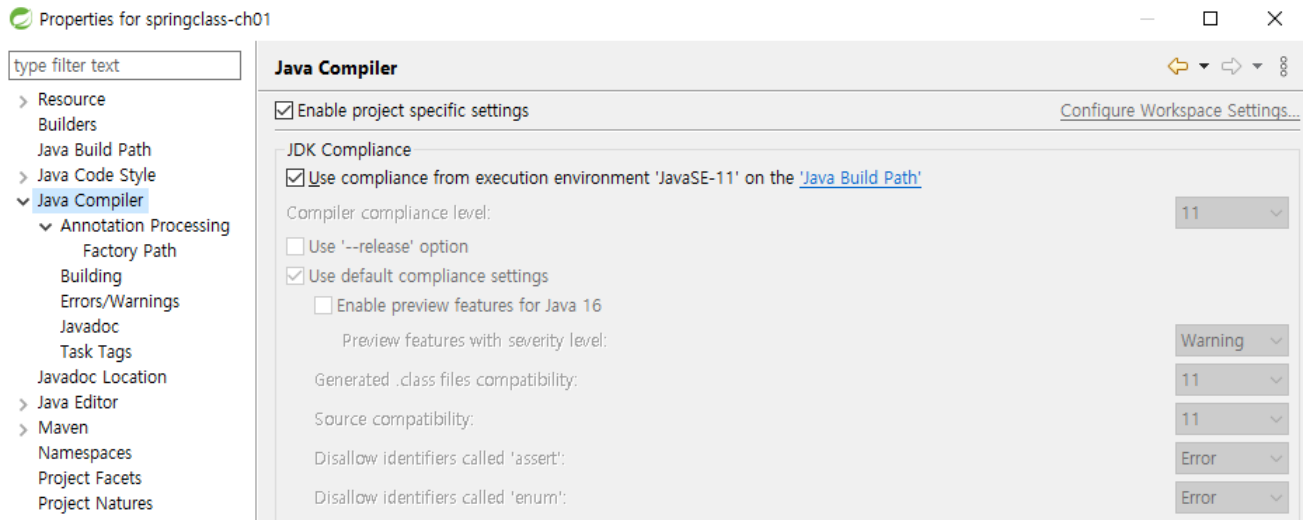 Properties for springclass-ch01
type filter text
Resource
Builders
Java Build Path
Java Code Style
Java Compiler
Annotation Processing
Factory Path
Building
Errors/Warnings
Javadoc
Task Tags
Javadoc Location
Java Editor
Maven
Namespaces
Project Facets
Project Natures
Java Compiler
Enable project specific settings
Configure Workspace Settings...
JDK Compliance
Use compliance from execution environment 'JavaSE-11' on the 'Java Build Path'
Compiler compliance level: 11
Use '--release' option
Use default compliance settings
Enable preview features for Java 16
Preview features with severity level: Warning
Generated .class files compatibility: 11
Source compatibility: 11
Disallow identifiers called 'assert': Error
Disallow identifiers called 'enum': Error